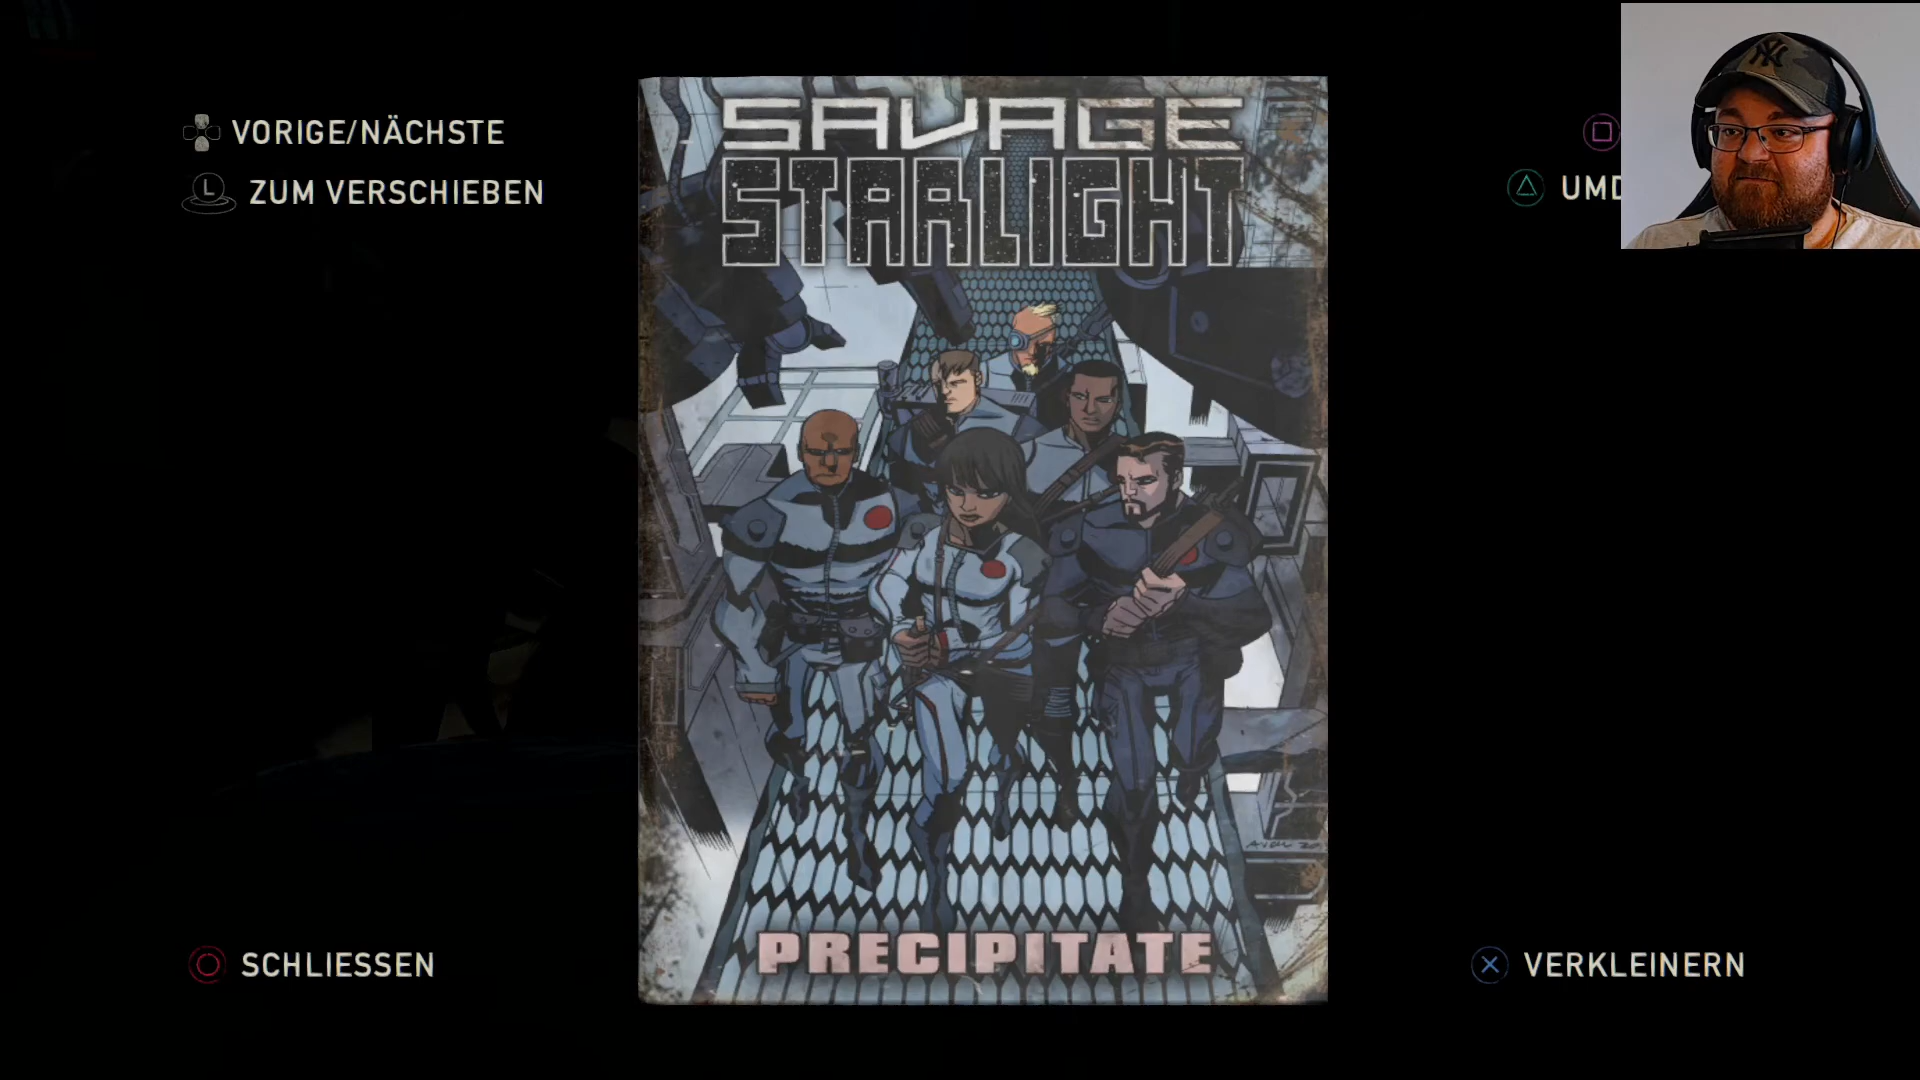 VORIGE/NÄCHSTE
L ZUM VERSCHIEBEN
SAVAGE
STARLIGHT
PRECIPITATE
SCHLIESSEN
VERKLEINERN